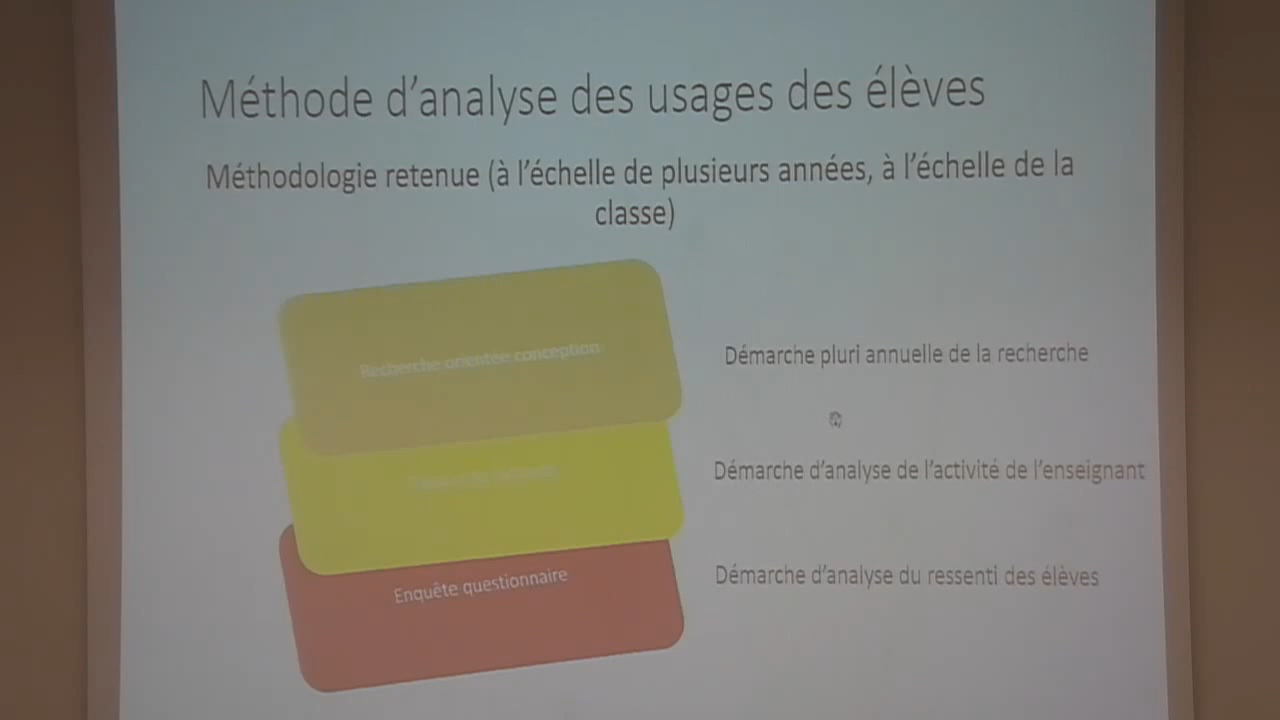 Méthode d'analyse des usages des élèves
Méthodologie retenue (à l'échelle de plusieurs années, à l'échelle de la
classe)
Recherche orientée conception
Démarche pluri annuelle de la recherche
Démarche d'analyse de l'activité de l'enseignant
Enquête questionnaire
Démarche d'analyse du ressenti des élèves